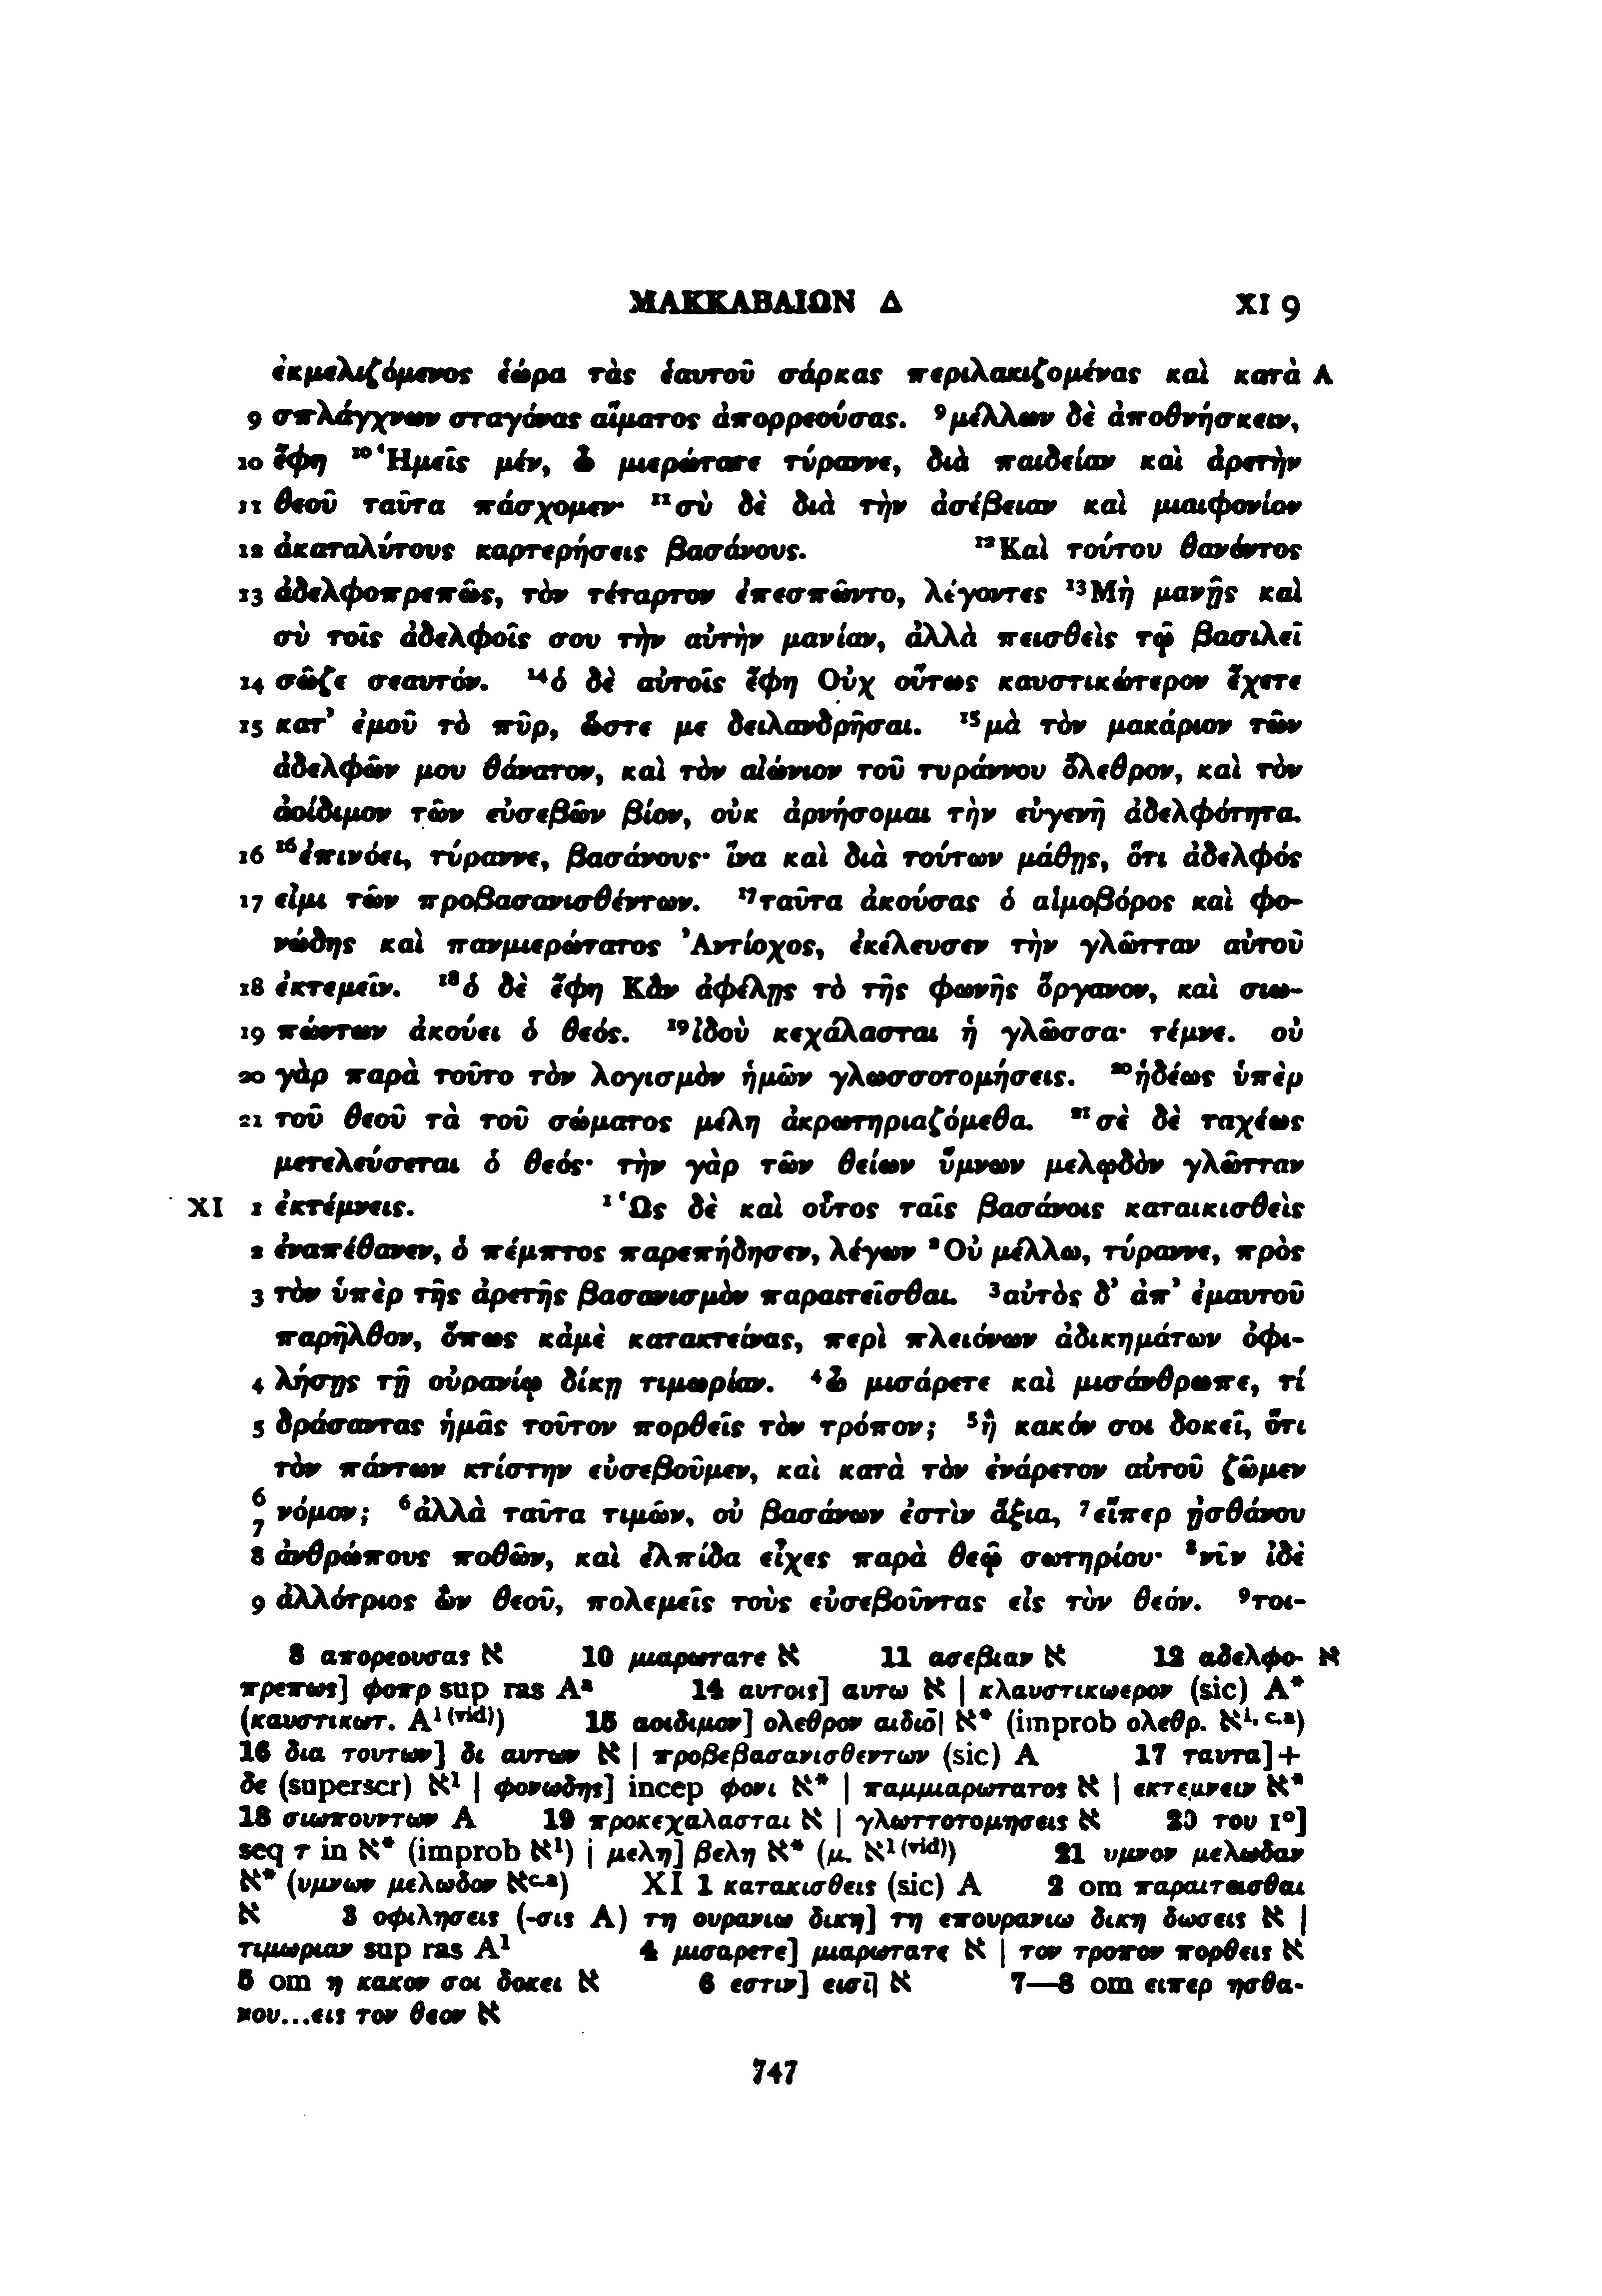 ΜΑΚΚΑΒΑΙΩΝ Δ XI 9
ἐκμελιζόμενος ἑώρα τὰς ἑαυτοῦ σάρκας περιλακιζομένας καὶ κατὰ A
9 σπλάγχνων σταγόνας αἵματος ἀπορρεούσας. ⁹μέλλων δὲ ἀποθνήσκειν,
10 ἔφη ¹⁰Ἡμεῖς μέν, ὦ μιερώτατε τύραννε, διὰ παιδείαν καὶ ἀρετὴν
11 θεοῦ ταῦτα πάσχομεν· ¹¹σὺ δὲ διὰ τὴν ἀσέβειαν καὶ μιαιφονίον
12 ἀκαταλύτους καρτερήσεις βασάνους. ¹²Καὶ τούτου θανόντος
13 ἀδελφοπρεπῶς, τὸν τέταρτον ἐπεσπῶντο, λέγοντες ¹³Μὴ μανῇς καὶ
σὺ τοῖς ἀδελφοῖς σου τὴν αὐτὴν μανίαν, ἀλλὰ πεισθεὶς τῷ βασιλεῖ
14 σῶζε σεαυτόν. ¹⁴ὁ δὲ αὐτοῖς ἔφη Οὐχ οὕτως καυστικώτερον ἔχετε
15 κατ’ ἐμοῦ τὸ πῦρ, ὥστε με δειλανδρῆσαι. ¹⁵μὰ τὸν μακάριον τῶν
ἀδελφῶν μου θάνατον, καὶ τὸν αἰώνιον τοῦ τυράννου ὄλεθρον, καὶ τὸν
ἀοίδιμον τῶν εὐσεβῶν βίον, οὐκ ἀρνήσομαι τὴν εὐγενῆ ἀδελφότητα.
16 ¹⁶ἐπινόει, τύραννε, βασάνους· ἵνα καὶ διὰ τούτων μάθῃς, ὅτι ἀδελφός
17 εἰμι τῶν προβασανισθέντων. ¹⁷ταῦτα ἀκούσας ὁ αἱμοβόρος καὶ φο-
νώδης καὶ πανμιερώτατος Ἀντίοχος, ἐκέλευσεν τὴν γλῶτταν αὐτοῦ
18 ἐκτεμεῖν. ¹⁸ὁ δὲ ἔφη Κἂν ἀφέλῃς τὸ τῆς φωνῆς ὄργανον, καὶ σιω-
19 πώντων ἀκούει ὁ θεός. ¹⁹ἰδοὺ κεχάλασται ἡ γλῶσσα· τέμνε. οὐ
20 γὰρ παρὰ τοῦτο τὸν λογισμὸν ἡμῶν γλωσσοτομήσεις. ²⁰ἡδέως ὑπὲρ
21 τοῦ θεοῦ τὰ τοῦ σώματος μέλη ἀκρωτηριαζόμεθα. ²¹σὲ δὲ ταχέως
μετελεύσεται ὁ θεός· τὴν γὰρ τῶν θείων ὕμνων μελῳδὸν γλῶτταν
XI 1 ἐκτέμνεις. ¹Ὡς δὲ καὶ οὗτος ταῖς βασάνοις καταικισθεὶς
2 ἐναπέθανεν, ὁ πέμπτος παρεπήδησεν, λέγων ²Οὐ μέλλω, τύραννε, πρὸς
3 τὸν ὑπὲρ τῆς ἀρετῆς βασανισμὸν παραιτεῖσθαι. ³αὐτὸς δ’ ἀπ’ ἐμαυτοῦ
παρῆλθον, ὅπως κἀμὲ κατακτείνας, περὶ πλειόνων ἀδικημάτων ὀφι-
4 λήσῃς τῇ οὐρανίῳ δίκῃ τιμωρίαν. ⁴ὦ μισάρετε καὶ μισάνθρωπε, τί
5 δράσαντας ἡμᾶς τοῦτον πορθεῖς τὸν τρόπον; ⁵ἢ κακόν σοι δοκεῖ, ὅτι
τὸν πάντων κτίστην εὐσεβοῦμεν, καὶ κατὰ τὸν ἐνάρετον αὐτοῦ ζῶμεν
6 7 νόμον; ⁶ἀλλὰ ταῦτα τιμῶν, οὐ βασάνων ἐστὶν ἄξια, ⁷εἴπερ ᾐσθάνου
8 ἀνθρώπους ποθῶν, καὶ ἐλπίδα εἶχες παρὰ θεῷ σωτηρίου· ⁸νῖν ἰδὲ
9 ἀλλότριος ὢν θεοῦ, πολεμεῖς τοὺς εὐσεβοῦντας εἰς τὸν θεόν. ⁹τοι-
8 απορεουσας א 10 μιαρωτατε א 11 ασεβιαν א 12 αδελφο- א
πρεπως] φοπρ sup ras Aᵃ 14 αυτοις] αυτω א | κλαυστικωερον (sic) A*
(καυστικωτ. A¹⁽ᵛⁱᵈ⁾) 15 αοιδιμον] ολεθρον αιδιο̄| א* (improb ολεθρ. א¹·ᶜ·ᵃ)
16 δια τουτων] δι αυτων א | προβεβασανισθεντων (sic) A 17 ταυτα]+
δε (superscr) א¹ | φονωδης] incep φονι א* | παμμιαρωτατος א | εκτεμνειν א*
18 σιωπουντων A 19 προκεχαλασται א | γλωττοτομησεις א 20 του 1°]
seq τ in א* (improb א¹) | μελη] βελη א* (μ. א¹⁽ᵛⁱᵈ⁾) 21 υμνον μελωδαν
א* (υμνων μελωδον אᶜ·ᵃ) XI 1 κατακισθεις (sic) A 2 om παραιτεισθαι
א 3 οφιλησεις (-σις A) τη ουρανιω δικη] τη επουρανιω δικη δωσεις א |
τιμωριαν sup ras A¹ 4 μισαρετε] μιαρωτατε א | τον τροπον πορθεις א
5 om η κακον σοι δοκει א 6 εστιν] εισῑ| א 7—8 om ειπερ ησθα-
νου...εις τον θεον א
747